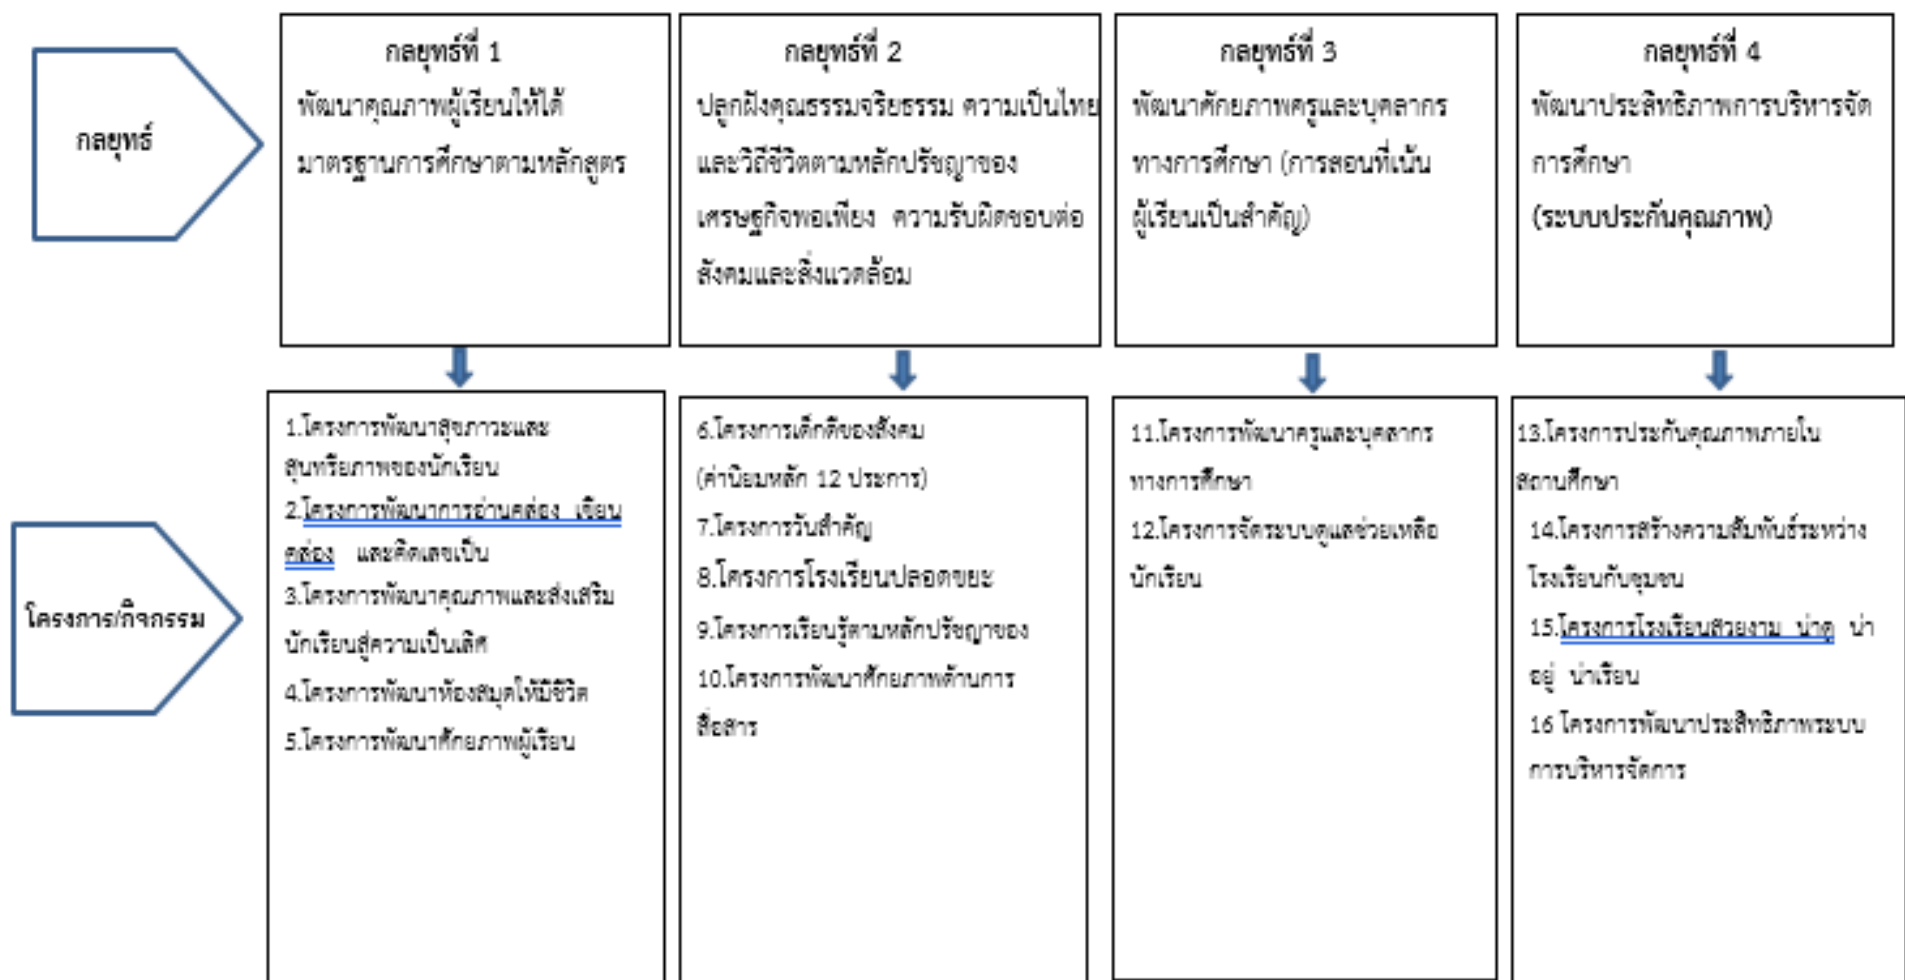 กลยุทธ์
กลยุทธ์ที่ 1
พัฒนาคุณภาพผู้เรียนให้ได้
มาตรฐานการศึกษาตามหลักสูตร
กลยุทธ์ที่ 2
ปลูกฝังคุณธรรมจริยธรรม ความเป็นไทย
และวิถีชีวิตตามหลักปรัชญาของ
เศรษฐกิจพอเพียง ความรับผิดชอบต่อ
สังคมและสิ่งแวดล้อม
กลยุทธ์ที่ 3
พัฒนาศักยภาพครูและบุคลากร
ทางการศึกษา (การสอนที่เน้น
ผู้เรียนเป็นสำคัญ)
กลยุทธ์ที่ 4
พัฒนาประสิทธิภาพการบริหารจัด
การศึกษา
(ระบบประกันคุณภาพ)
โครงการ/กิจกรรม
1.โครงการพัฒนาสุขภาวะและ
สุนทรียภาพของนักเรียน
2.โครงการพัฒนาการอ่านคล่อง เขียน
คล่อง และคิดเลขเป็น
3.โครงการพัฒนาคุณภาพและส่งเสริม
นักเรียนสู่ความเป็นเลิศ
4.โครงการพัฒนาห้องสมุดให้มีชีวิต
5.โครงการพัฒนาศักยภาพผู้เรียน
6.โครงการเด็กดีของสังคม
(ค่านิยมหลัก 12 ประการ)
7.โครงการวันสำคัญ
8.โครงการโรงเรียนปลอดขยะ
9.โครงการเรียนรู้ตามหลักปรัชญาของ
10.โครงการพัฒนาศักยภาพด้านการ
สื่อสาร
11.โครงการพัฒนาครูและบุคลากร
ทางการศึกษา
12.โครงการจัดระบบดูแลช่วยเหลือ
นักเรียน
13.โครงการประกันคุณภาพภายใน
สถานศึกษา
14.โครงการสร้างความสัมพันธ์ระหว่าง
โรงเรียนกับชุมชน
15.โครงการโรงเรียนสวยงาม น่าดู น่า
อยู่ น่าเรียน
16 โครงการพัฒนาประสิทธิภาพระบบ
การบริหารจัดการ